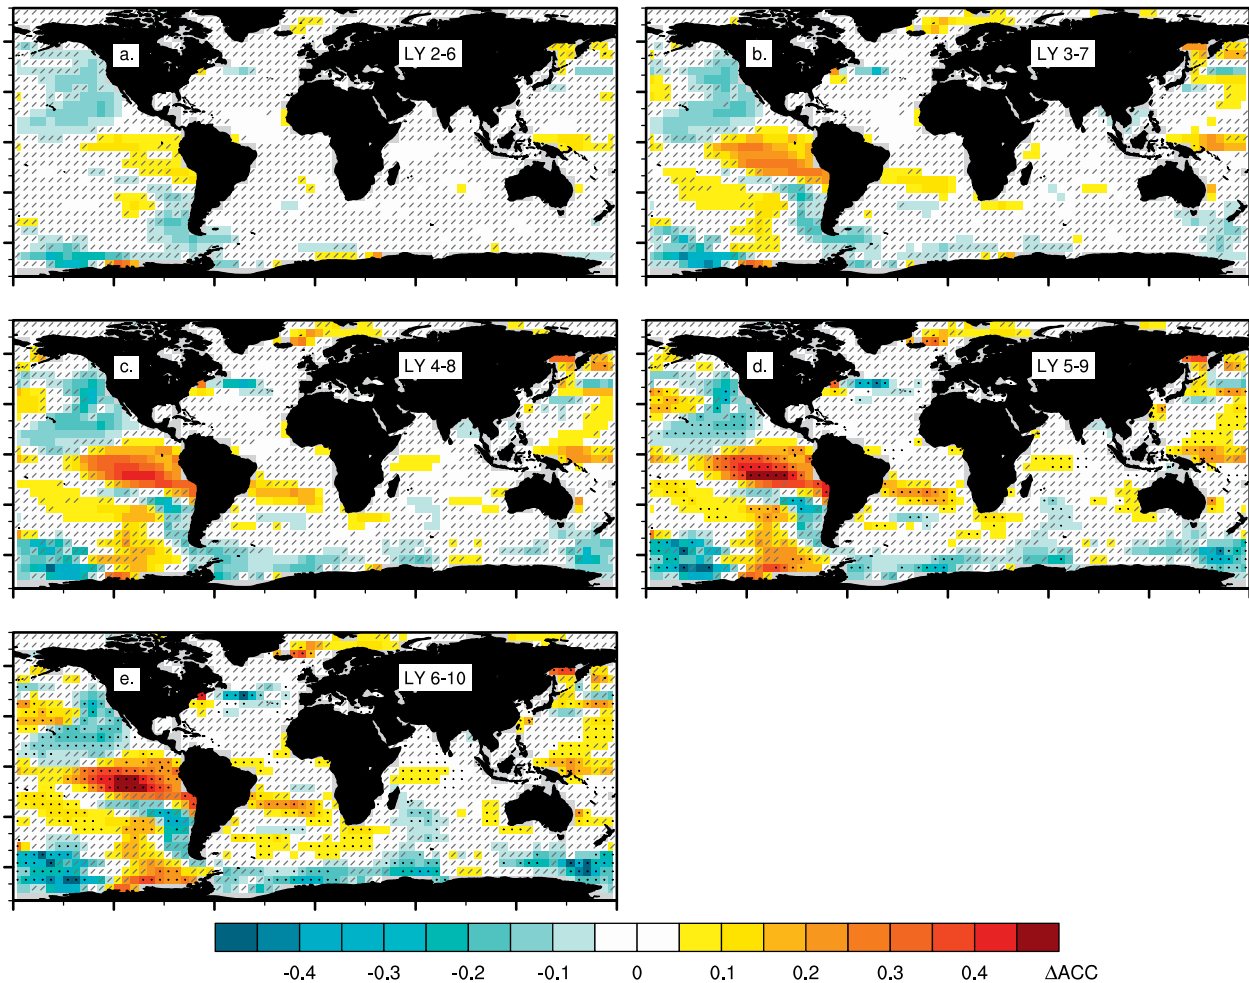 a. LY 2-6
b. LY 3-7
c. LY 4-8
d. LY 5-9
e. LY 6-10
-0.4 -0.3 -0.2 -0.1 0 0.1 0.2 0.3 0.4 ΔACC